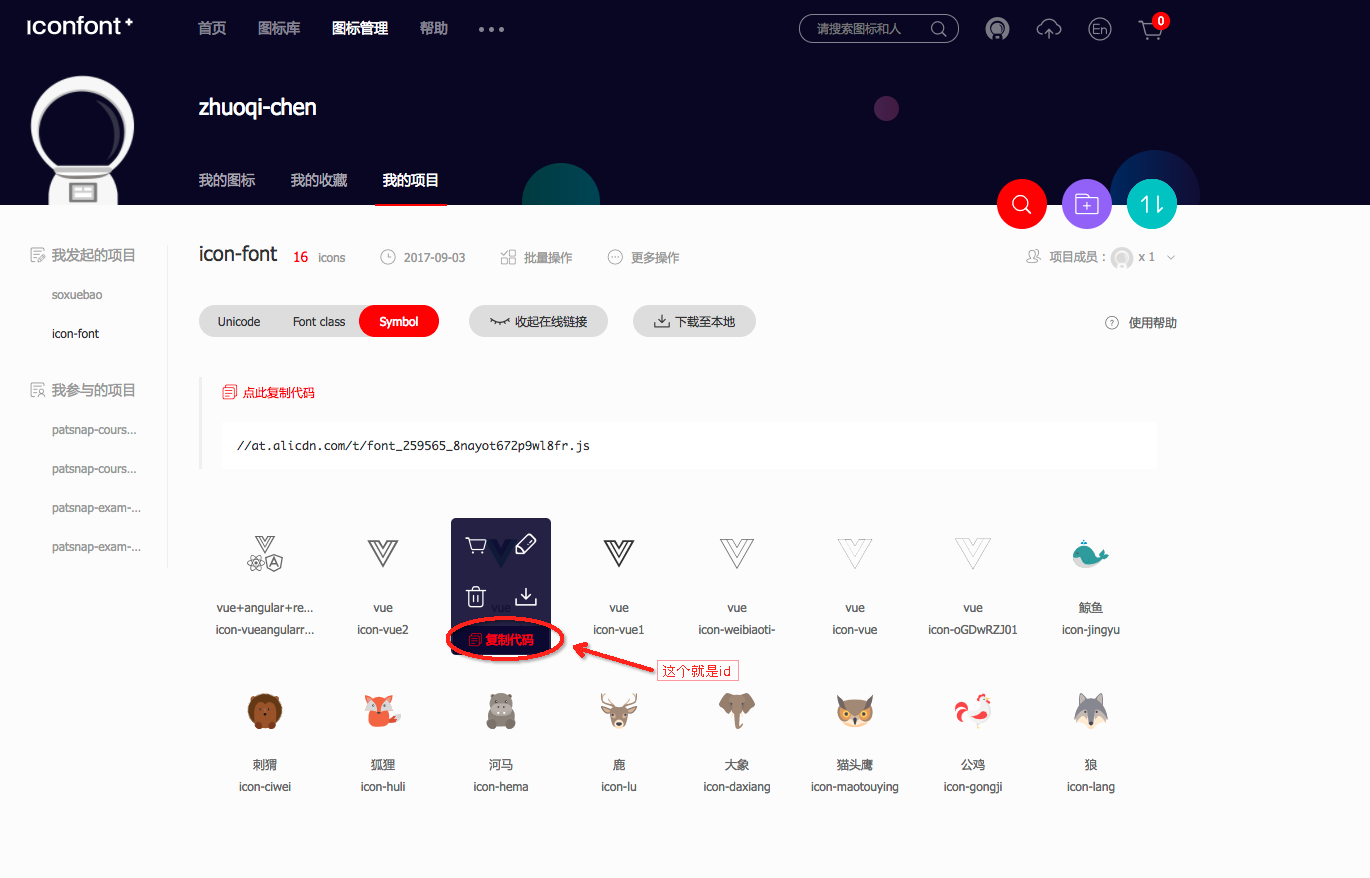 iconfont+
首页 图标库 图标管理 帮助 •••
请搜索图标和人
En
0
zhuoqi-chen
我的图标 我的收藏 我的项目
我发起的项目
soxuebao
icon-font
我参与的项目
patsnap-cours...
patsnap-cours...
patsnap-exam-...
patsnap-exam-...
icon-font 16 icons 2017-09-03 批量操作 更多操作
项目成员： x 1
Unicode Font class Symbol 收起在线链接 下载至本地
使用帮助
点此复制代码
//at.alicdn.com/t/font_259565_8nayot672p9wl8fr.js
vue+angular+re... vue vue vue vue vue vue 鲸鱼
icon-vueangularr... icon-vue2 复制代码 icon-vue1 icon-weibiaoti- icon-vue icon-oGDwRZJ01 icon-jingyu
这个就是id
刺猬 狐狸 河马 鹿 大象 猫头鹰 公鸡 狼
icon-ciwei icon-huli icon-hema icon-lu icon-daxiang icon-maotouying icon-gongji icon-lang